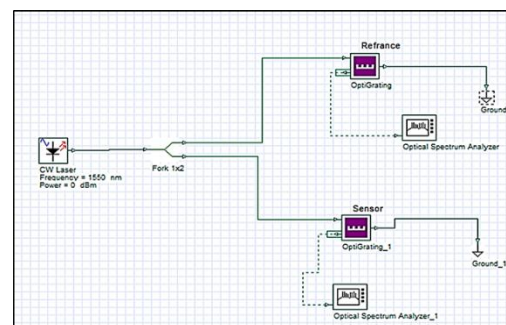 Refrance
OptiGrating
Ground
Optical Spectrum Analyzer
CW Laser
Frequency = 1550 nm
Power = 0 dBm
Fork 1x2
Sensor
OptiGrating_1
Ground_1
Optical Spectrum Analyzer_1